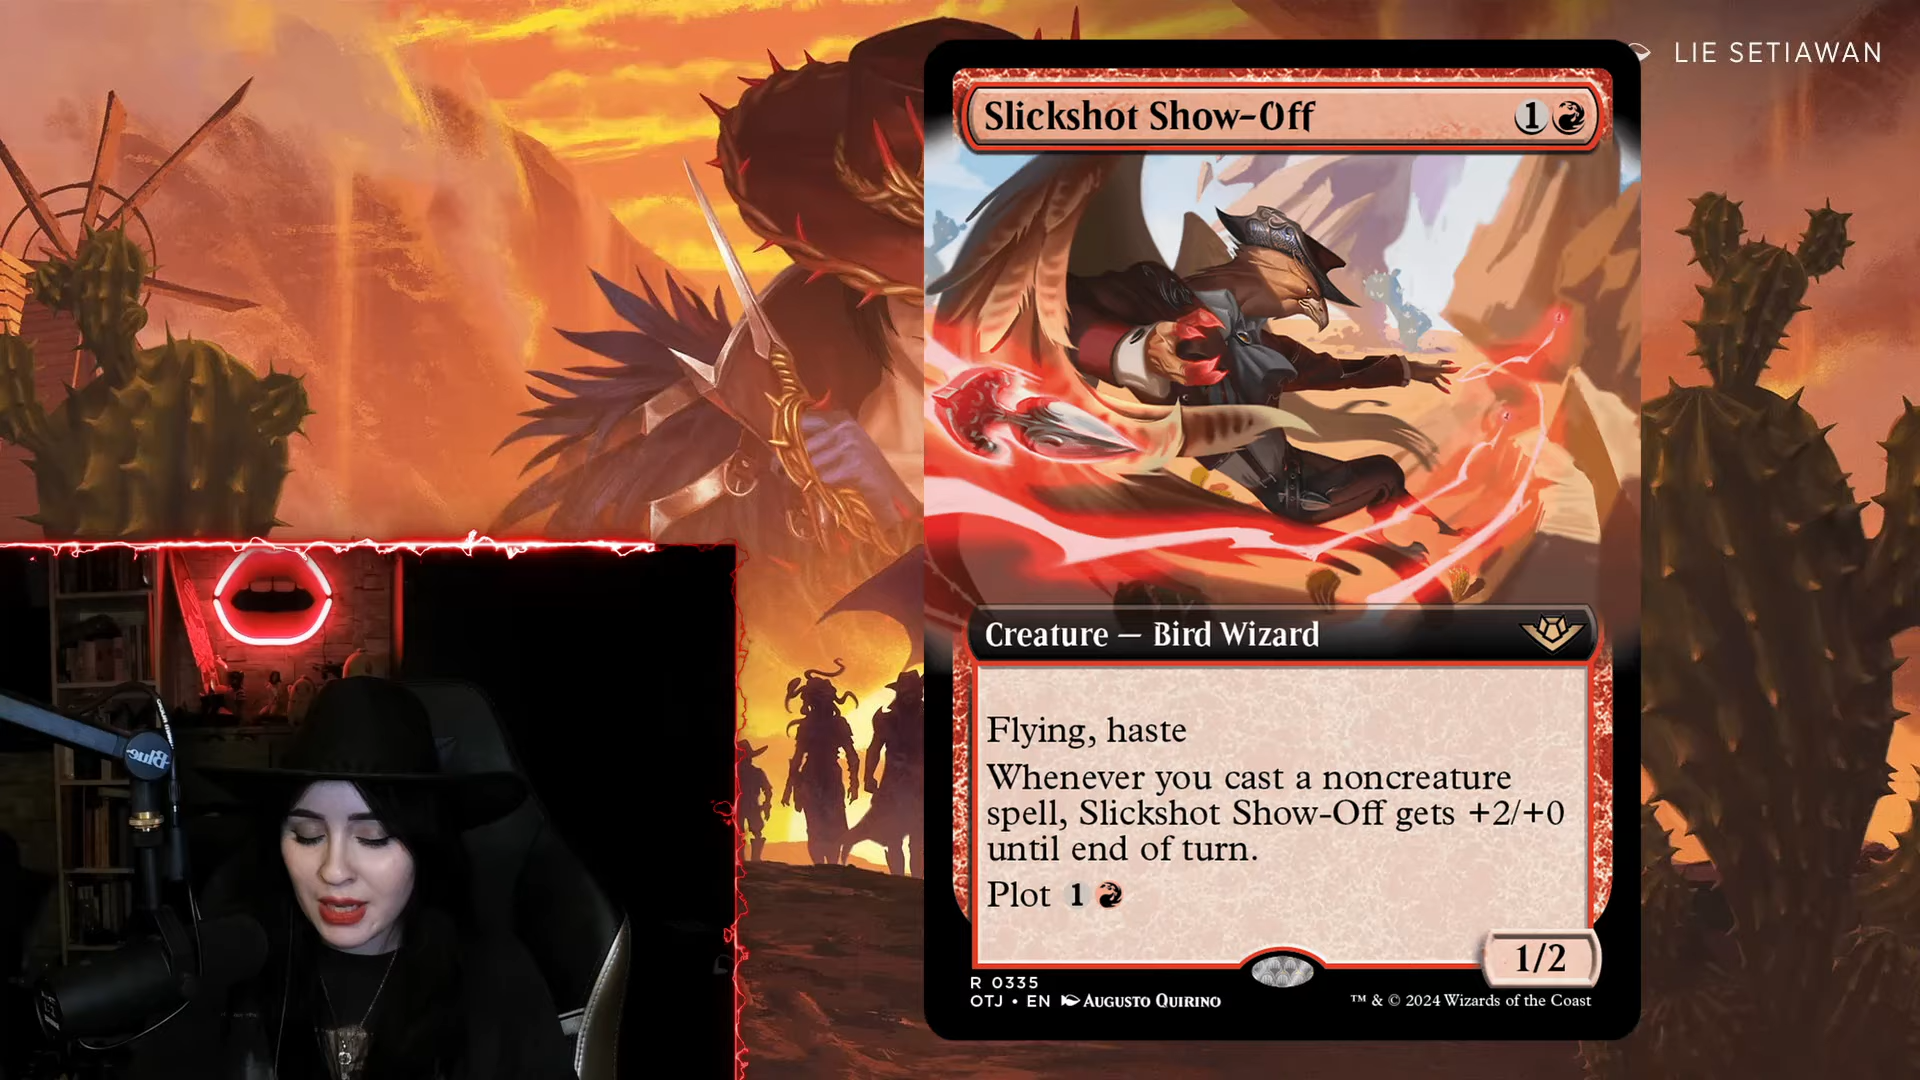 LIE SETIAWAN
Slickshot Show-Off 1
Creature — Bird Wizard
Flying, haste
Whenever you cast a noncreature
spell, Slickshot Show-Off gets +2/+0
until end of turn.
Plot 1
1/2
R 0335
OTJ • EN AUGUSTO QUIRINO
™ & © 2024 Wizards of the Coast
Blue